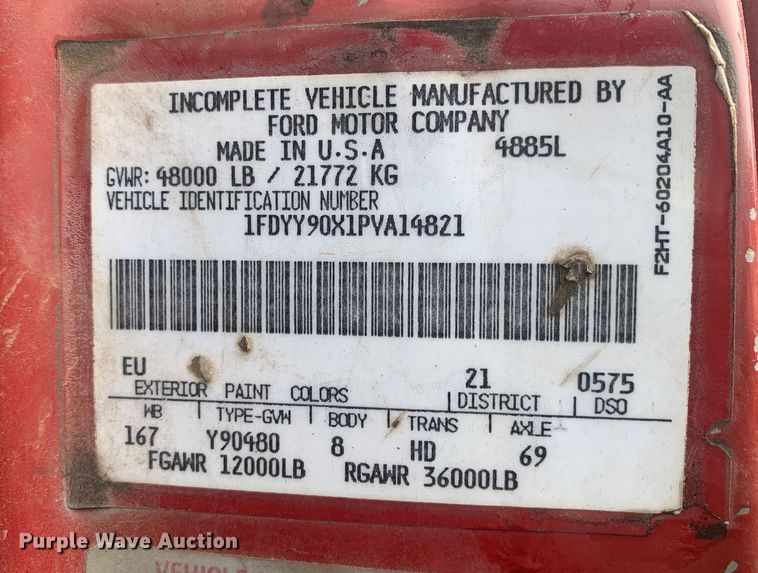 INCOMPLETE VEHICLE MANUFACTURED BY
FORD MOTOR COMPANY
MADE IN U.S.A 4885L
GVWR: 48000 LB / 21772 KG
VEHICLE IDENTIFICATION NUMBER
1FDYY90X1PVA14821
F2HT-60204A10-AA
EU 21 0575
EXTERIOR PAINT COLORS DISTRICT DSO
WB TYPE-GVW BODY TRANS AXLE
167 Y90480 8 HD 69
FGAWR 12000LB RGAWR 36000LB
Purple Wave Auction
VEHICLE